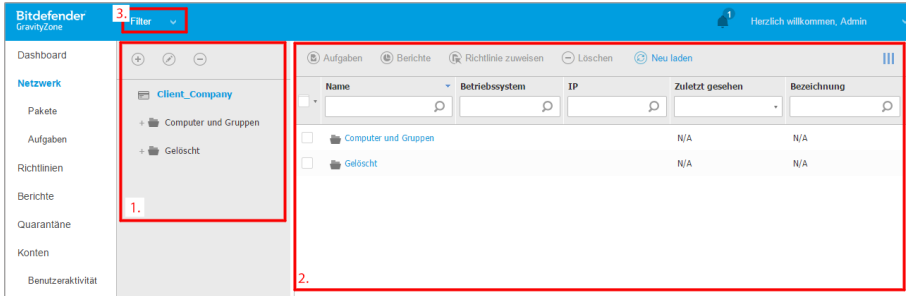 Bitdefender
GravityZone
3.
Filter
1
Herzlich willkommen, Admin
Dashboard
Netzwerk
Pakete
Aufgaben
Richtlinien
Berichte
Quarantäne
Konten
Benutzeraktivität
Client_Company
+ Computer und Gruppen
+ Gelöscht
1.
Aufgaben Berichte Richtlinie zuweisen Löschen Neu laden
Name Betriebssystem IP Zuletzt gesehen Bezeichnung
Computer und Gruppen N/A N/A
Gelöscht N/A N/A
2.